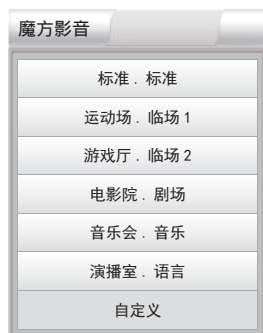 魔方影音
标准 . 标准
运动场 . 临场 1
游戏厅 . 临场 2
电影院 . 剧场
音乐会 . 音乐
演播室 . 语言
自定义